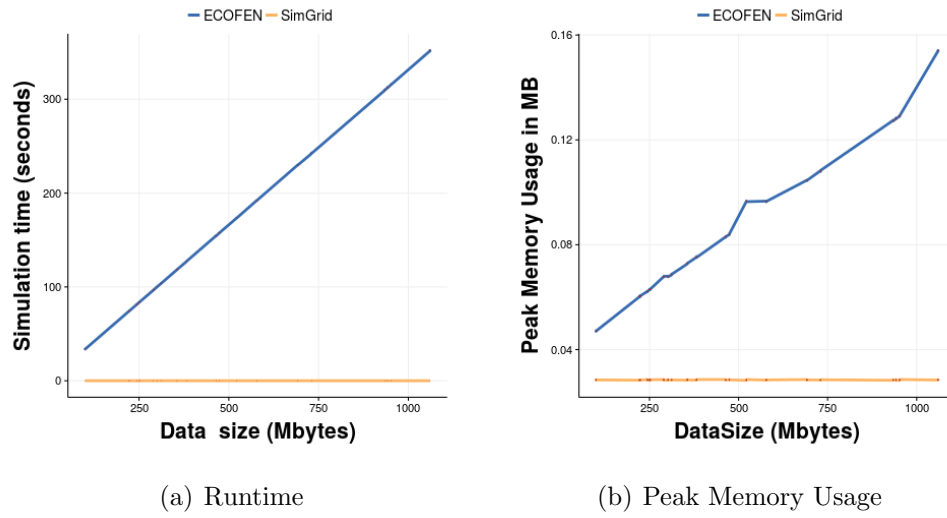 ECOFEN SimGrid
Simulation time (seconds)
300
200
100
0
250 500 750 1000
Data size (Mbytes)
(a) Runtime
ECOFEN SimGrid
Peak Memory Usage in MB
0.16
0.12
0.08
0.04
250 500 750 1000
DataSize (Mbytes)
(b) Peak Memory Usage